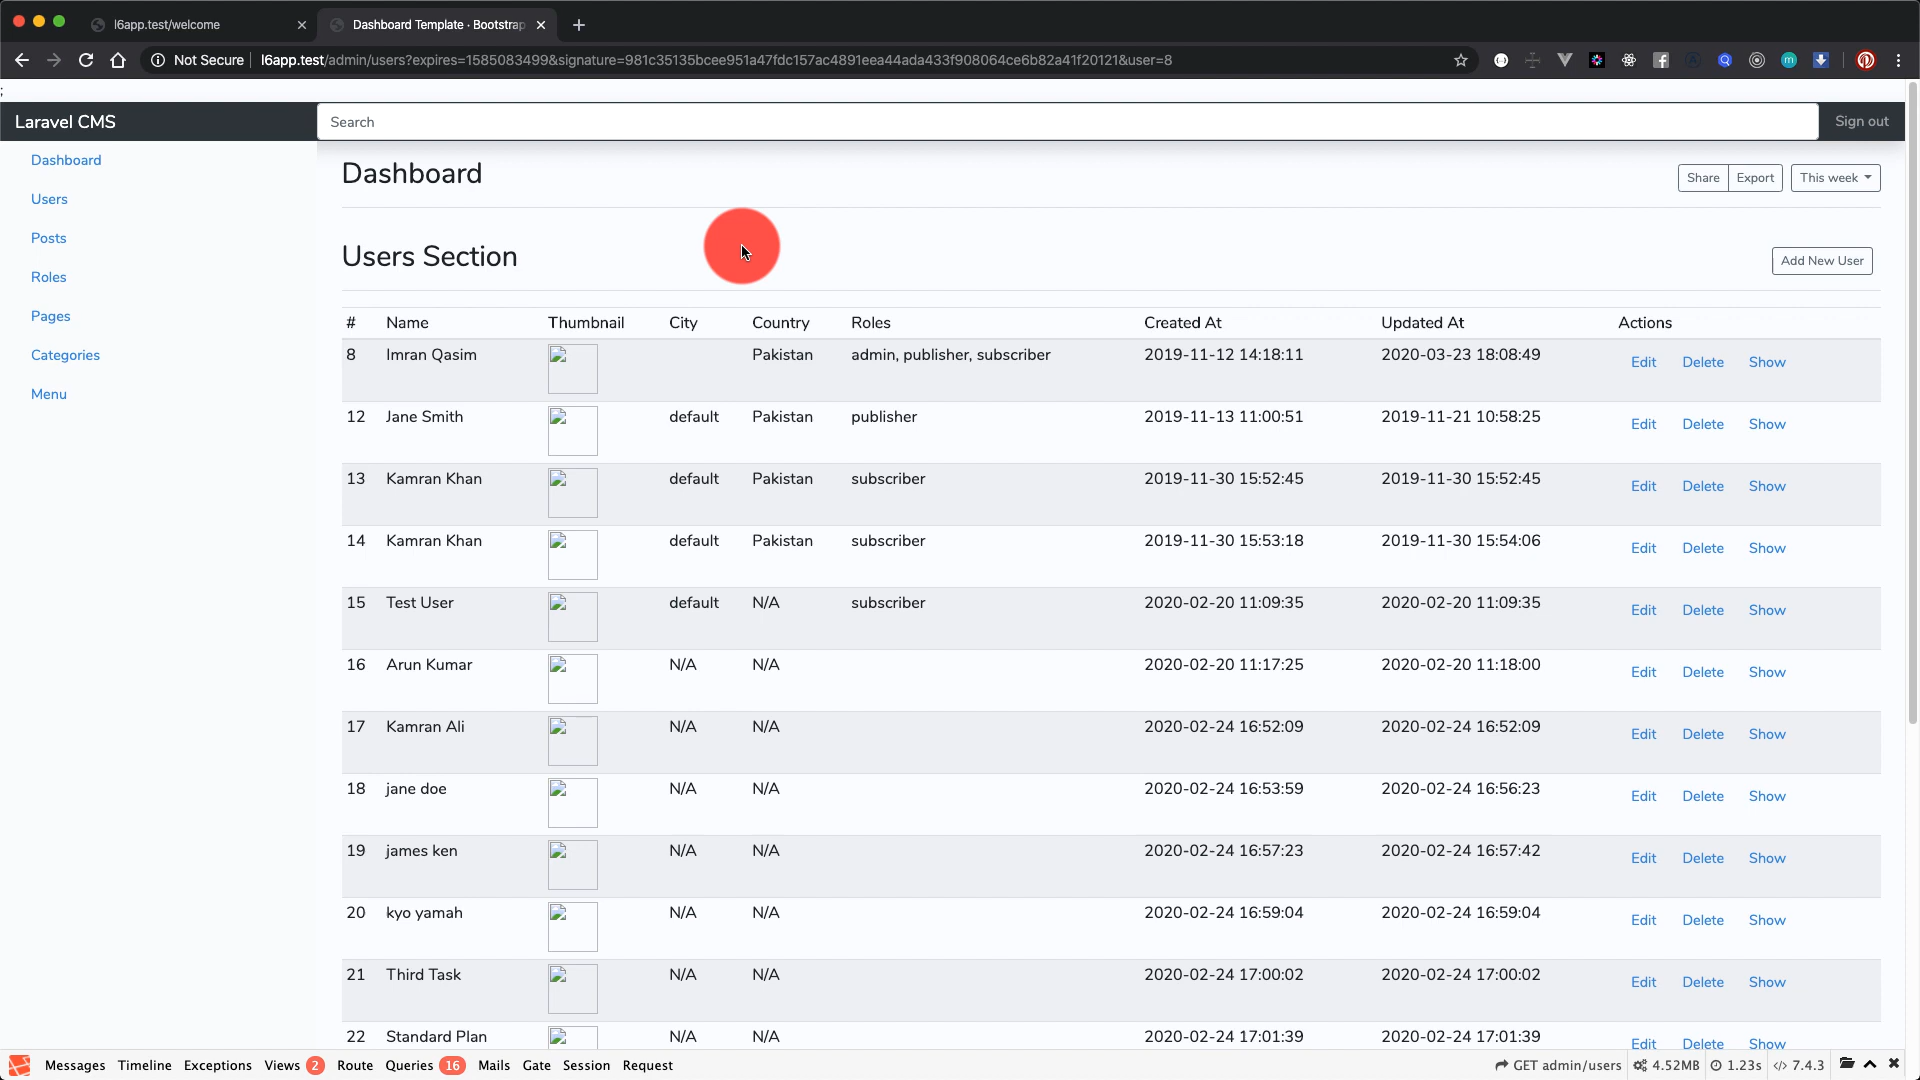 l6app.test/welcome
Dashboard Template · Bootstrap
Not Secure l6app.test/admin/users?expires=1585083499&signature=981c35135bcee951a47fdc157ac4891eea44ada433f908064ce6b82a41f20121&user=8
;
Laravel CMS
Search
Sign out
Dashboard
Users
Posts
Roles
Pages
Categories
Menu
Dashboard
Share Export This week
Users Section
Add New User
# Name Thumbnail City Country Roles Created At Updated At Actions
8 Imran Qasim Pakistan admin, publisher, subscriber 2019-11-12 14:18:11 2020-03-23 18:08:49 Edit Delete Show
12 Jane Smith default Pakistan publisher 2019-11-13 11:00:51 2019-11-21 10:58:25 Edit Delete Show
13 Kamran Khan default Pakistan subscriber 2019-11-30 15:52:45 2019-11-30 15:52:45 Edit Delete Show
14 Kamran Khan default Pakistan subscriber 2019-11-30 15:53:18 2019-11-30 15:54:06 Edit Delete Show
15 Test User default N/A subscriber 2020-02-20 11:09:35 2020-02-20 11:09:35 Edit Delete Show
16 Arun Kumar N/A N/A 2020-02-20 11:17:25 2020-02-20 11:18:00 Edit Delete Show
17 Kamran Ali N/A N/A 2020-02-24 16:52:09 2020-02-24 16:52:09 Edit Delete Show
18 jane doe N/A N/A 2020-02-24 16:53:59 2020-02-24 16:56:23 Edit Delete Show
19 james ken N/A N/A 2020-02-24 16:57:23 2020-02-24 16:57:42 Edit Delete Show
20 kyo yamah N/A N/A 2020-02-24 16:59:04 2020-02-24 16:59:04 Edit Delete Show
21 Third Task N/A N/A 2020-02-24 17:00:02 2020-02-24 17:00:02 Edit Delete Show
22 Standard Plan N/A N/A 2020-02-24 17:01:39 2020-02-24 17:01:39 Edit Delete Show
Messages Timeline Exceptions Views 2 Route Queries 16 Mails Gate Session Request GET admin/users 4.52MB 1.23s 7.4.3